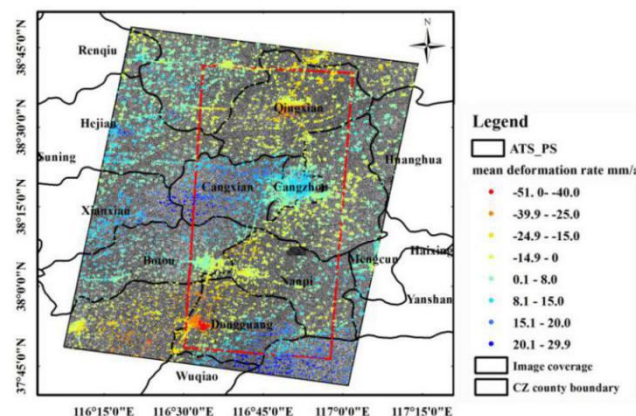 N
38°45'0"N
38°30'0"N
38°15'0"N
38°0'0"N
37°45'0"N
Renqiu
Qingxian
Hejian
Suning
Huanghua
Cangxian
Cangzhou
Xianxian
Botou
Nanpi
Mengcun
Haixing
Yanshan
Dongguang
Wuqiao
116°15'0"E
116°30'0"E
116°45'0"E
117°0'0"E
117°15'0"E
Legend
ATS_PS
mean deformation rate mm/a
-51. 0- -40.0
-39.9 - -25.0
-24.9 - -15.0
-14.9 - 0
0.1 - 8.0
8.1 - 15.0
15.1 - 20.0
20.1 - 29.9
Image coverage
CZ county boundary